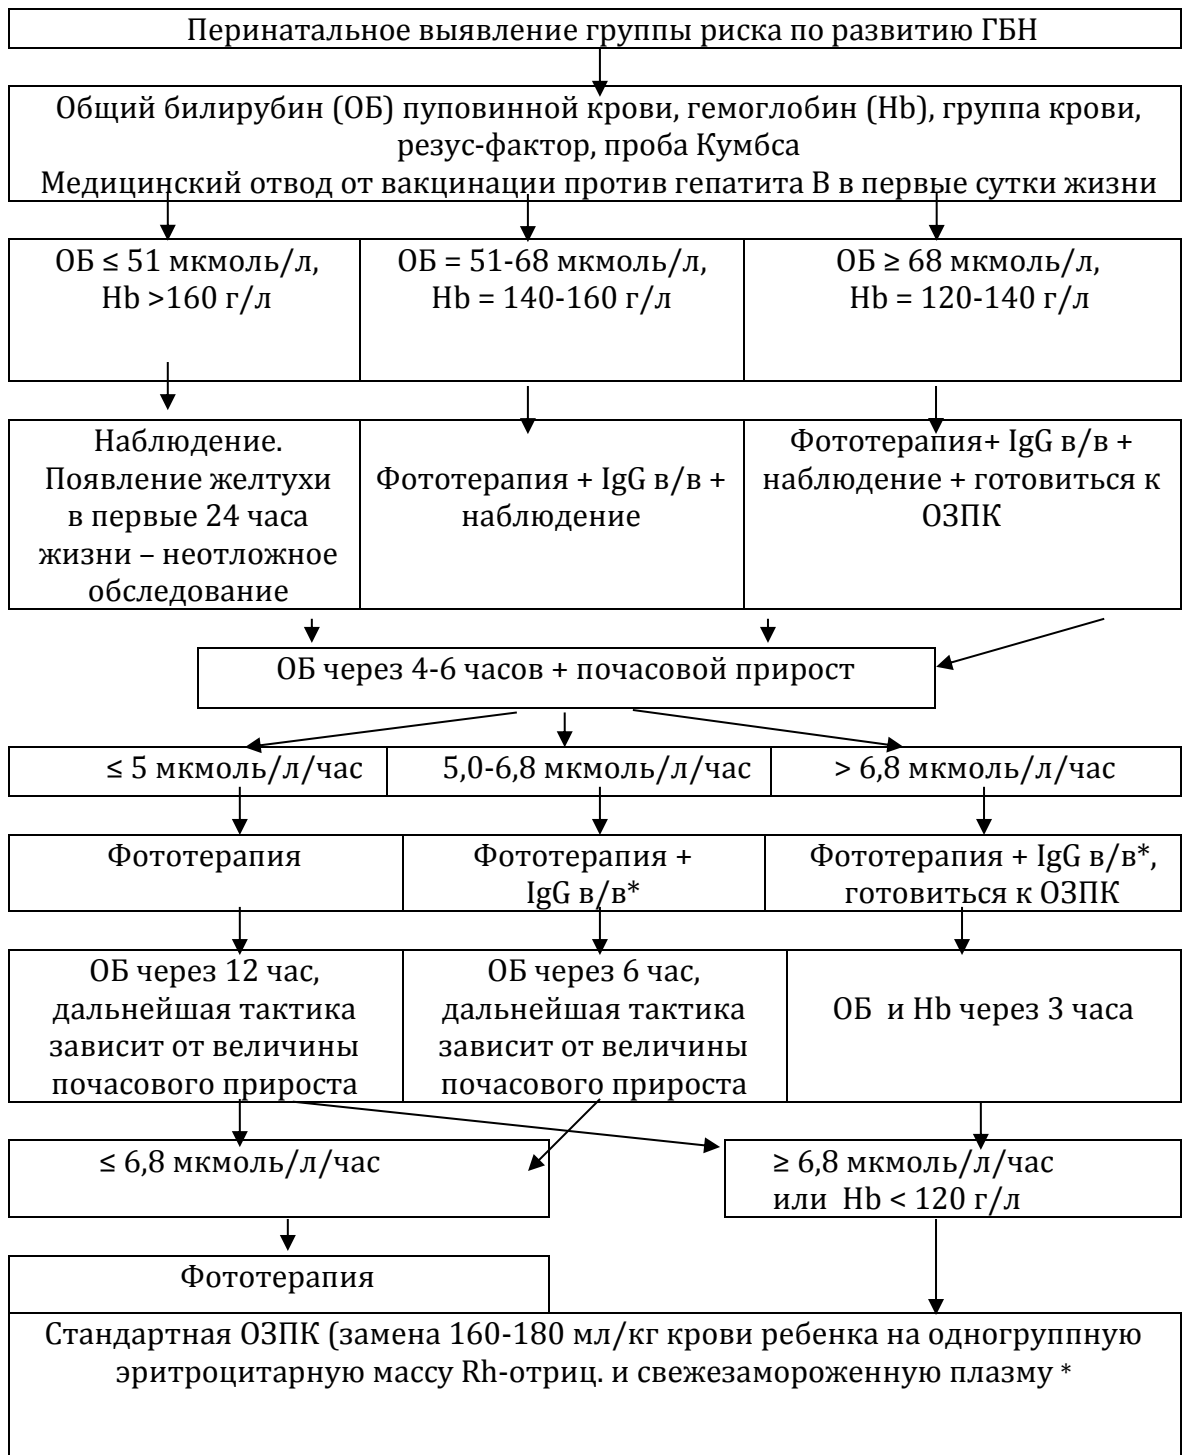 Перинатальное выявление группы риска по развитию ГБН
Общий билирубин (ОБ) пуповинной крови, гемоглобин (Hb), группа крови,
резус-фактор, проба Кумбса
Медицинский отвод от вакцинации против гепатита В в первые сутки жизни
ОБ ≤ 51 мкмоль/л,
Hb >160 г/л
ОБ = 51-68 мкмоль/л,
Hb = 140-160 г/л
ОБ ≥ 68 мкмоль/л,
Hb = 120-140 г/л
Наблюдение.
Появление желтухи
в первые 24 часа
жизни – неотложное
обследование
Фототерапия + IgG в/в +
наблюдение
Фототерапия+ IgG в/в +
наблюдение + готовиться к
ОЗПК
ОБ через 4-6 часов + почасовой прирост
≤ 5 мкмоль/л/час
5,0-6,8 мкмоль/л/час
> 6,8 мкмоль/л/час
Фототерапия
Фототерапия +
IgG в/в*
Фототерапия + IgG в/в*,
готовиться к ОЗПК
ОБ через 12 час,
дальнейшая тактика
зависит от величины
почасового прироста
ОБ через 6 час,
дальнейшая тактика
зависит от величины
почасового прироста
ОБ и Hb через 3 часа
≤ 6,8 мкмоль/л/час
≥ 6,8 мкмоль/л/час
или Hb < 120 г/л
Фототерапия
Стандартная ОЗПК (замена 160-180 мл/кг крови ребенка на одногруппную
эритроцитарную массу Rh-отриц. и свежезамороженную плазму *